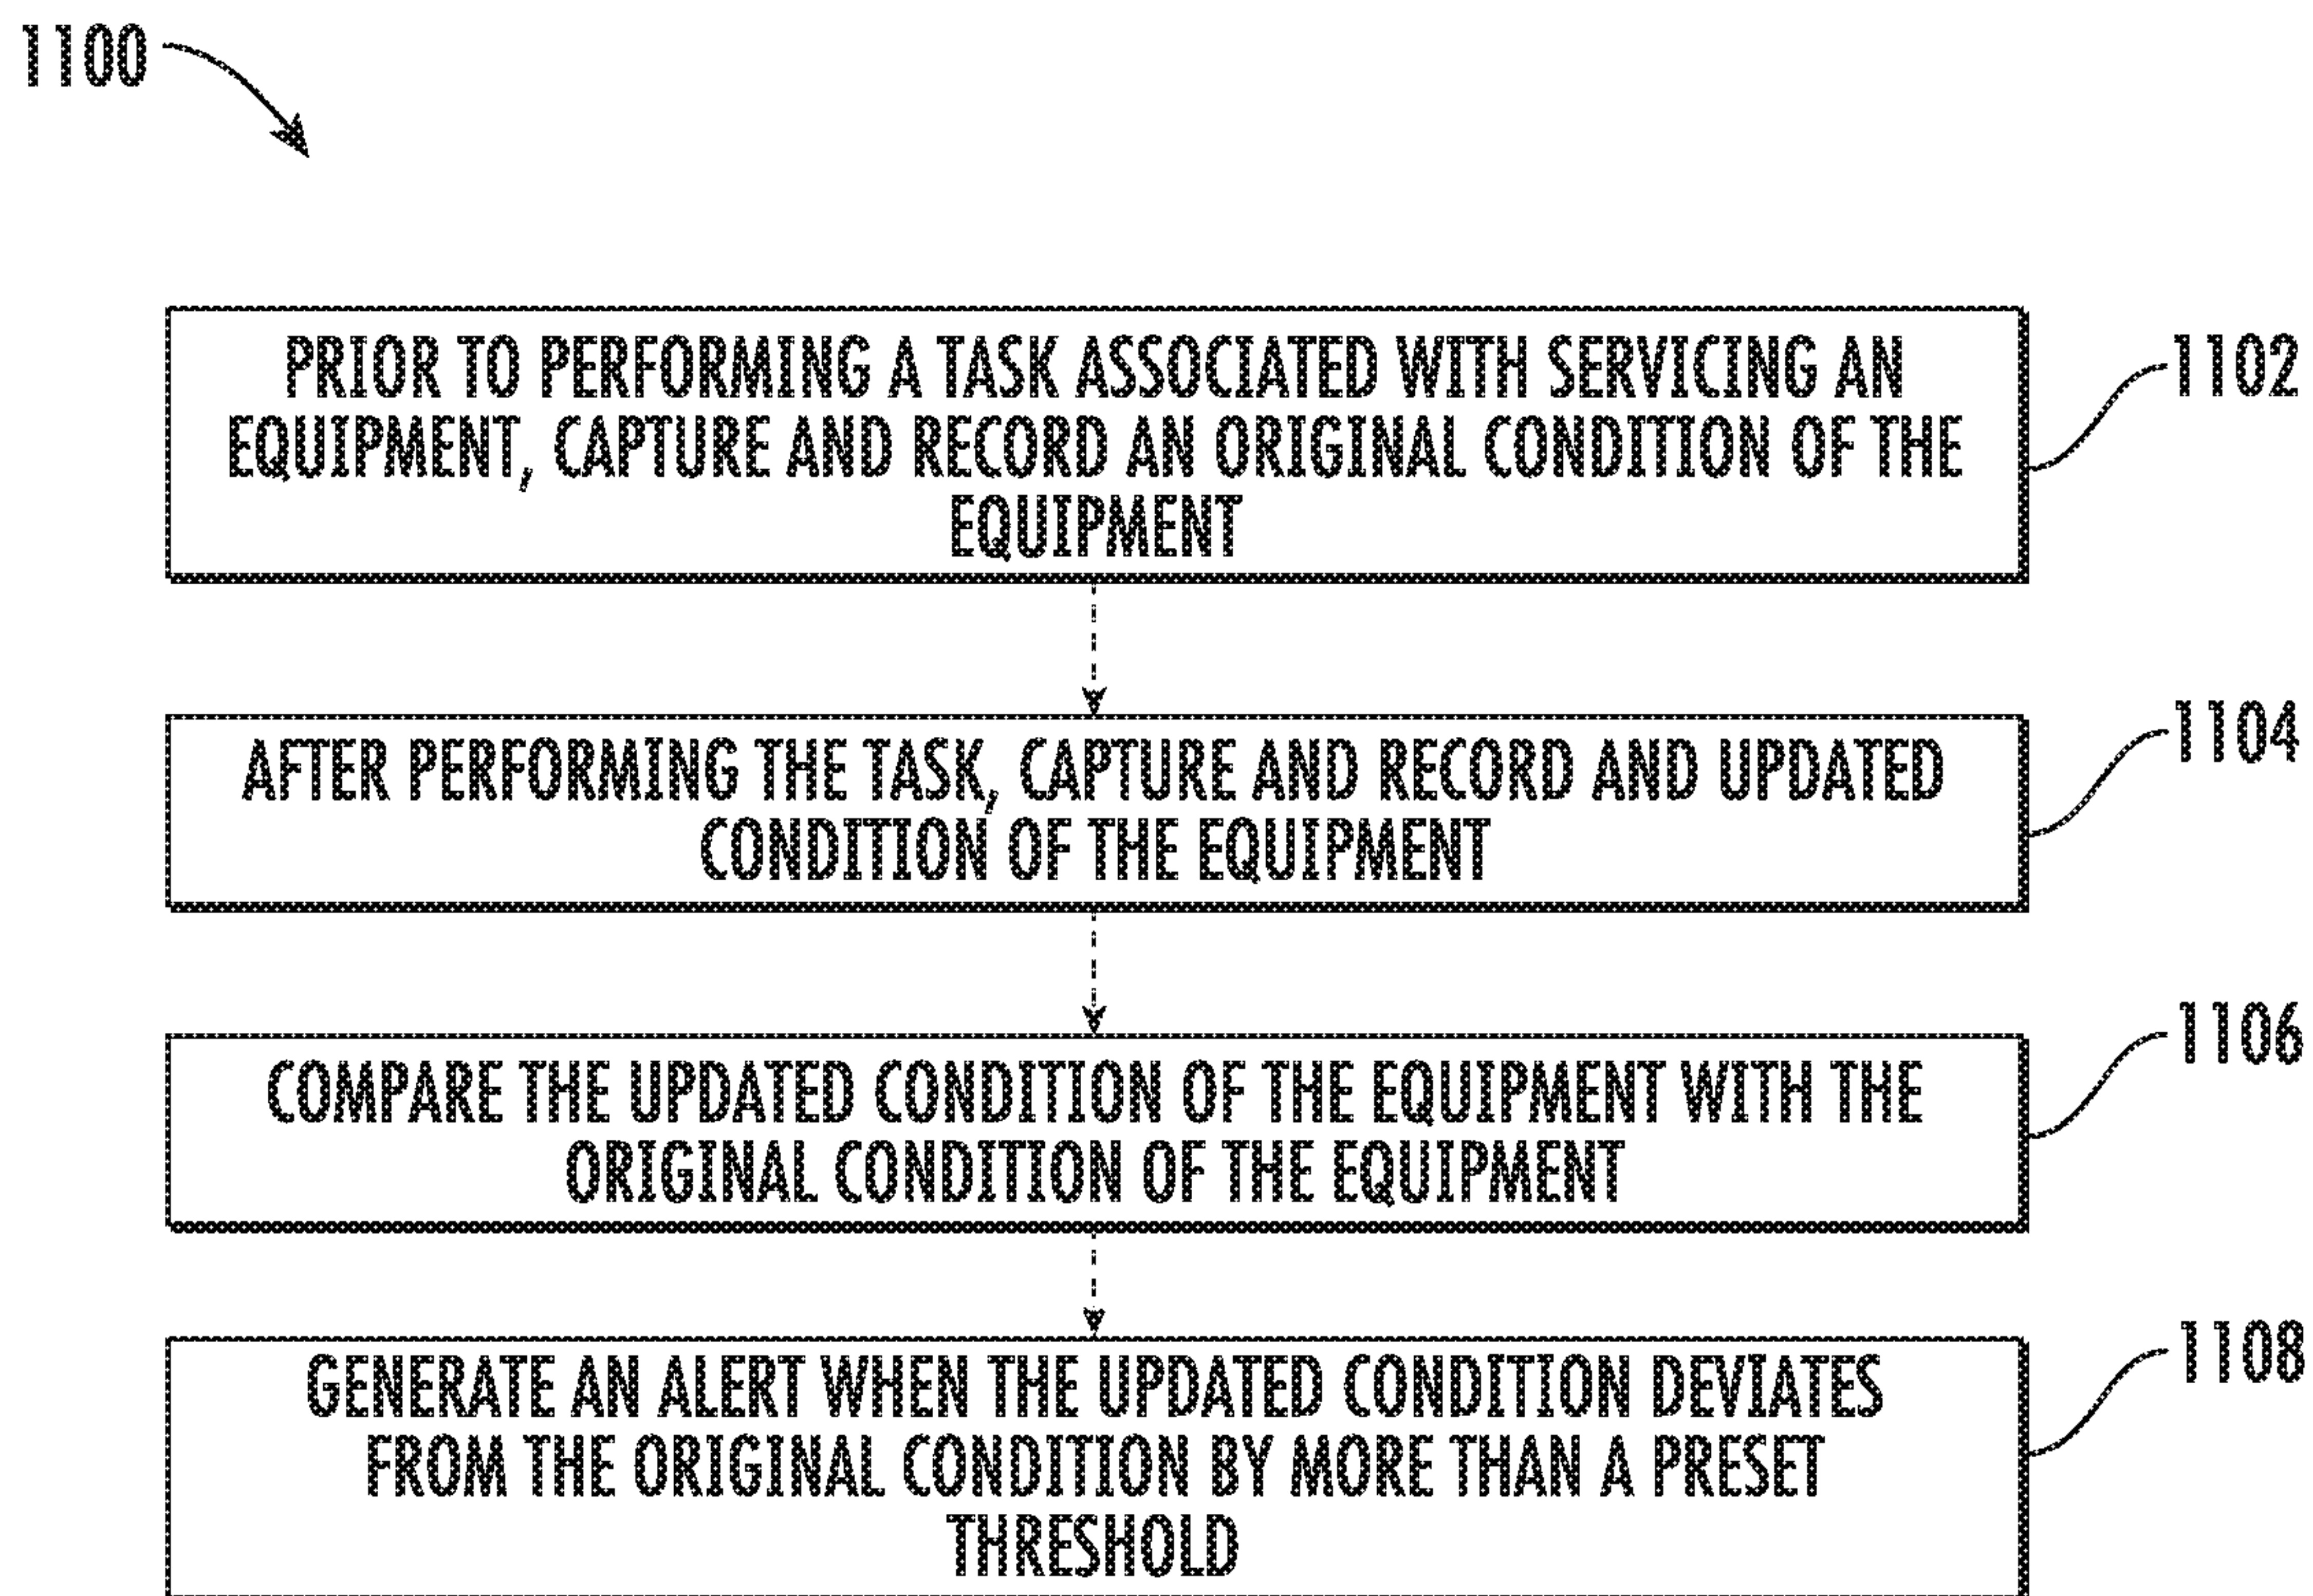 1100
PRIOR TO PERFORMING A TASK ASSOCIATED WITH SERVICING AN
EQUIPMENT, CAPTURE AND RECORD AN ORIGINAL CONDITION OF THE
EQUIPMENT
1102
AFTER PERFORMING THE TASK, CAPTURE AND RECORD AND UPDATED
CONDITION OF THE EQUIPMENT
1104
COMPARE THE UPDATED CONDITION OF THE EQUIPMENT WITH THE
ORIGINAL CONDITION OF THE EQUIPMENT
1106
GENERATE AN ALERT WHEN THE UPDATED CONDITION DEVIATES
FROM THE ORIGINAL CONDITION BY MORE THAN A PRESET
THRESHOLD
1108